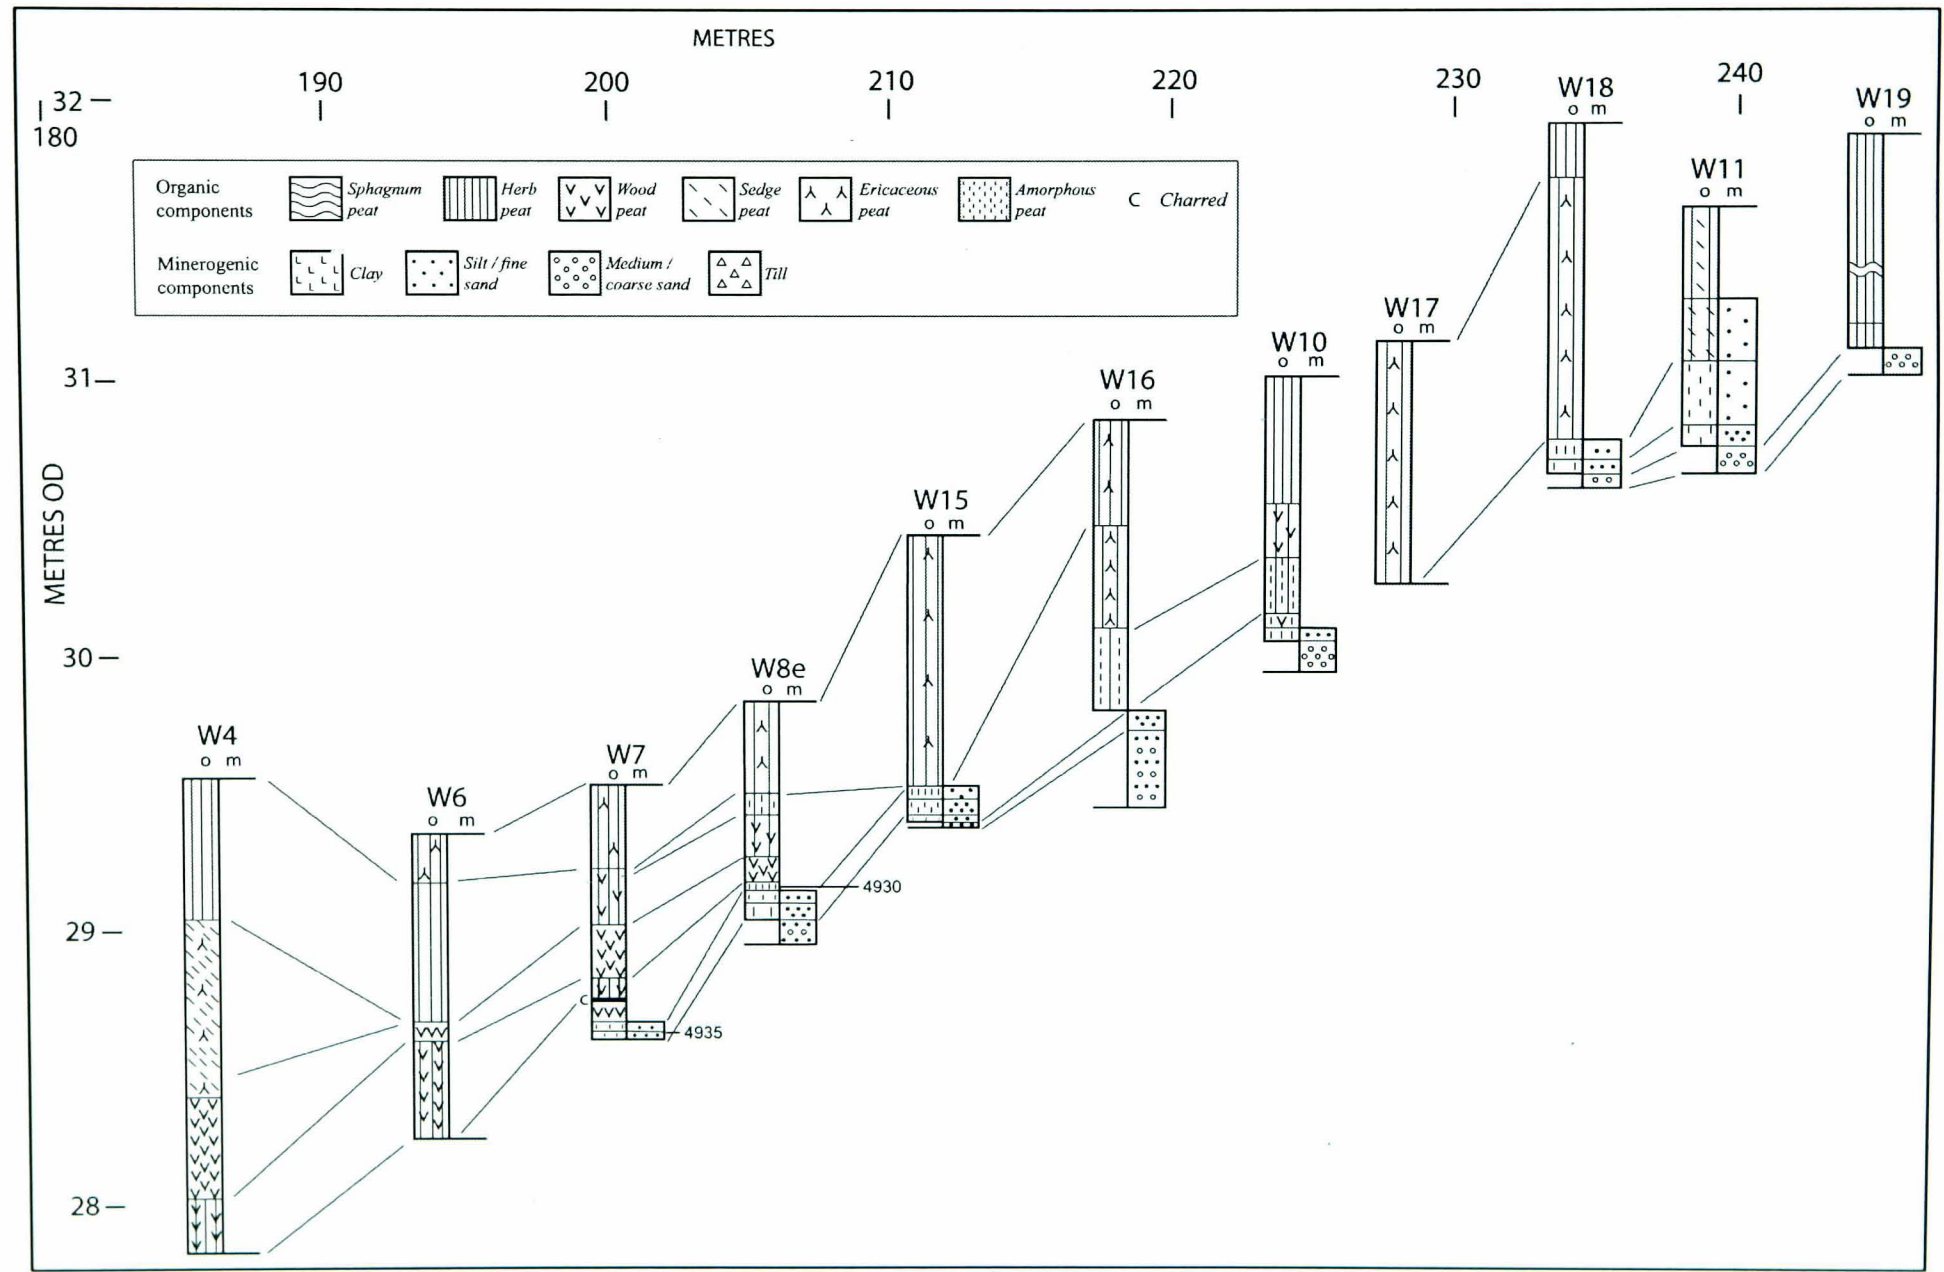 METRES
190 200 210 220 230 240
32
180
W18
o m
W19
o m
W11
o m
Organic components
Sphagnum peat
Herb peat
Wood peat
Sedge peat
Ericaceous peat
Amorphous peat
C Charred
Minerogenic components
Clay
Silt / fine sand
Medium / coarse sand
Till
W17
o m
W10
o m
31
W16
o m
METRES OD
W15
o m
30
W8e
o m
W4
o m
W7
o m
W6
o m
4930
29
C
4935
28